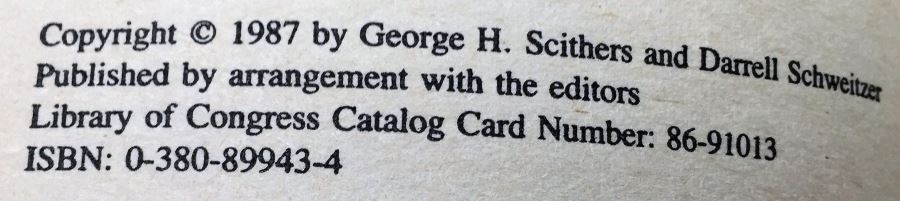 Copyright © 1987 by George H. Scithers and Darrell Schweitzer
Published by arrangement with the editors
Library of Congress Catalog Card Number: 86-91013
ISBN: 0-380-89943-4